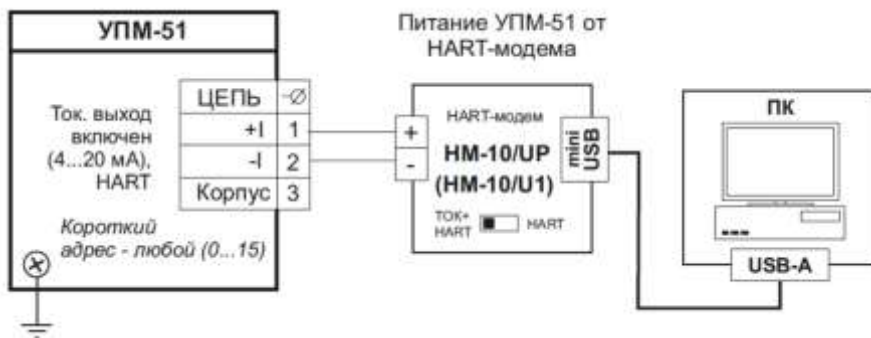 УПМ-51
Ток. выход
включен
(4...20 мА),
HART
Короткий
адрес - любой (0...15)
ЦЕПЬ -Ø
+I 1
-I 2
Корпус 3
Питание УПМ-51 от
HART-модема
+
-
HART-модем
НМ-10/UP
(НМ-10/U1)
ТОК+
HART
HART
mini
USB
ПК
USB-A